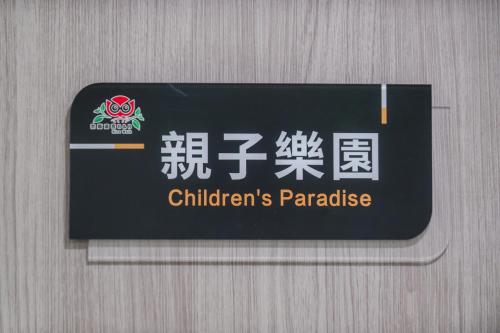 親子樂園
Children's Paradise